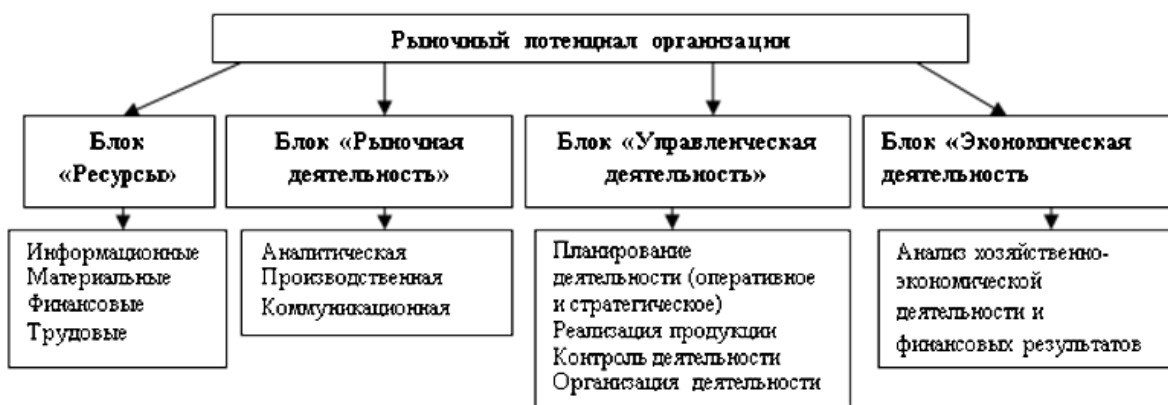 Рыночный потенциал организации
Блок
«Ресурсы»
Блок «Рыночная
деятельность»
Блок «Управленческая
деятельность»
Блок «Экономическая
деятельность
Информационные
Материальные
Финансовые
Трудовые
Аналитическая
Производственная
Коммуникационная
Планирование
деятельности (оперативное
и стратегическое)
Реализация продукции
Контроль деятельности
Организация деятельности
Анализ хозяйственно-
экономической
деятельности и
финансовых результатов